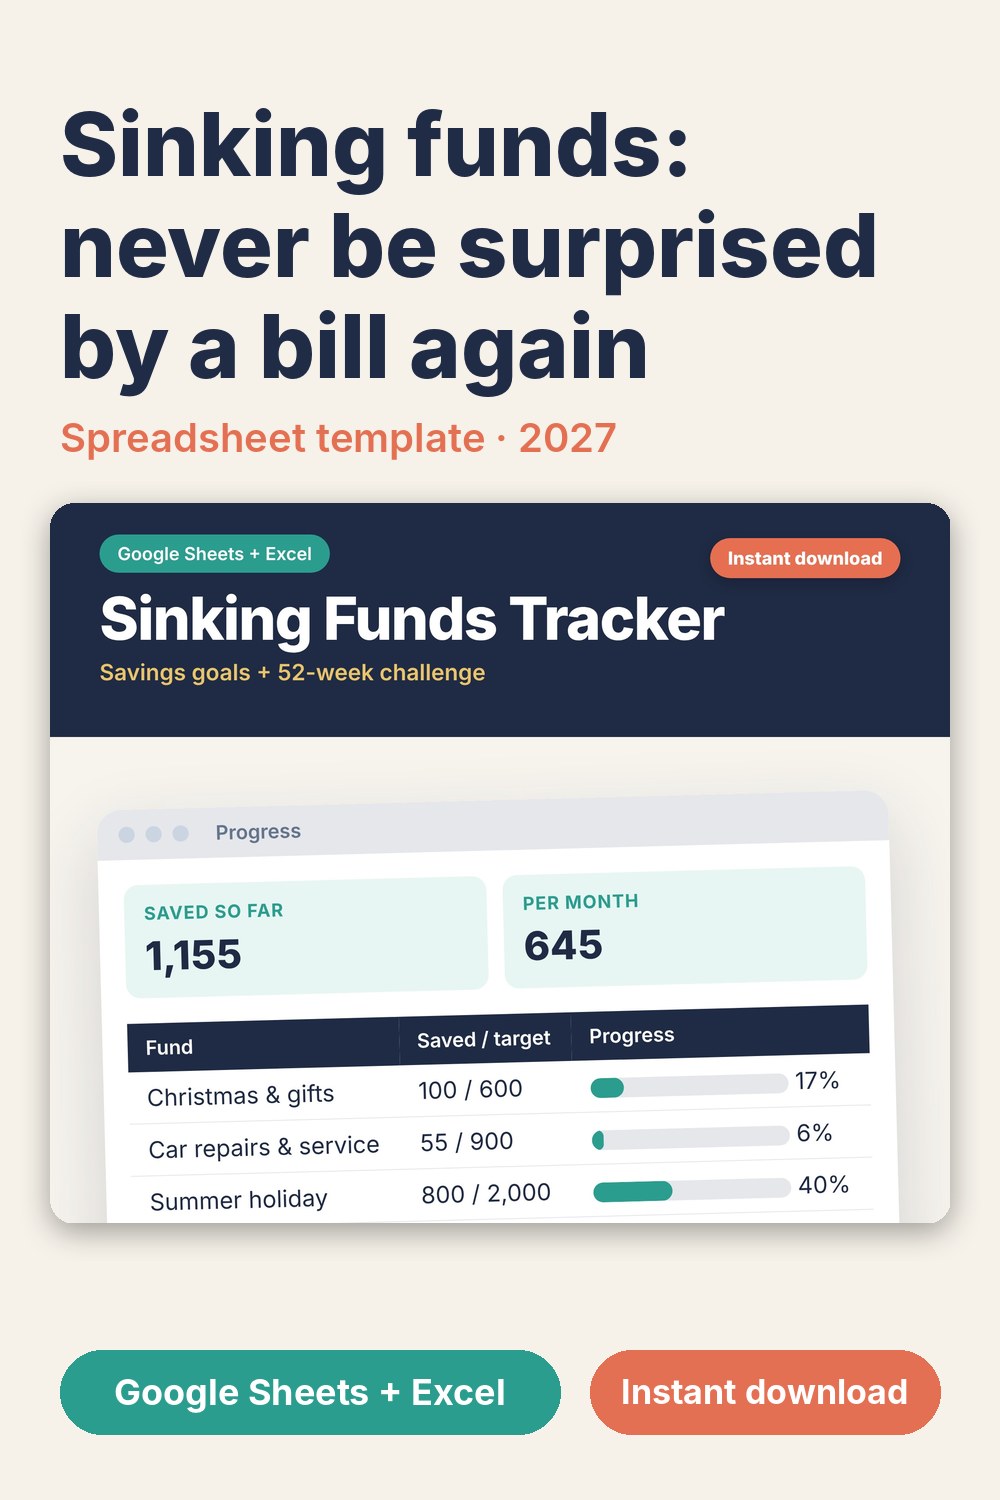 Sinking funds:
never be surprised
by a bill again
Spreadsheet template · 2027
Google Sheets + Excel
Instant download
Sinking Funds Tracker
Savings goals + 52-week challenge
Progress
SAVED SO FAR
1,155
PER MONTH
645
Fund Saved / target Progress
Christmas & gifts 100 / 600 17%
Car repairs & service 55 / 900 6%
Summer holiday 800 / 2,000 40%
Google Sheets + Excel
Instant download